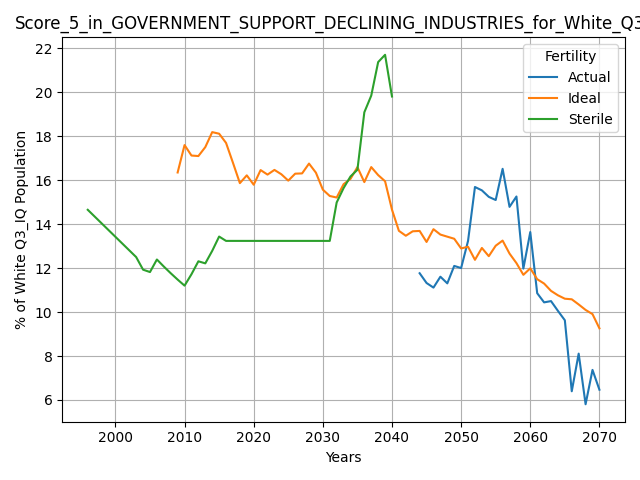 Score_5_in_GOVERNMENT_SUPPORT_DECLINING_INDUSTRIES_for_White_Q3
Fertility
Actual
Ideal
Sterile
% of White Q3_IQ Population
22
20
18
16
14
12
10
8
6
2000 2010 2020 2030 2040 2050 2060 2070
Years